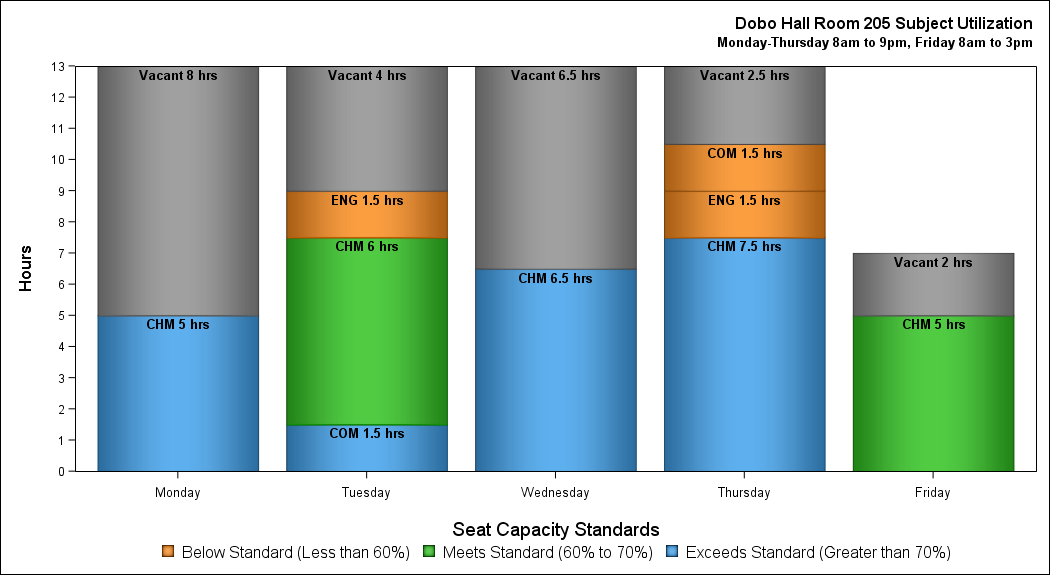 Dobo Hall Room 205 Subject Utilization
Monday-Thursday 8am to 9pm, Friday 8am to 3pm
Hours
13
12
11
10
9
8
7
6
5
4
3
2
1
0
Vacant 8 hrs
CHM 5 hrs
Vacant 4 hrs
ENG 1.5 hrs
CHM 6 hrs
COM 1.5 hrs
Vacant 6.5 hrs
CHM 6.5 hrs
Vacant 2.5 hrs
COM 1.5 hrs
ENG 1.5 hrs
CHM 7.5 hrs
Vacant 2 hrs
CHM 5 hrs
Monday Tuesday Wednesday Thursday Friday
Seat Capacity Standards
Below Standard (Less than 60%) Meets Standard (60% to 70%) Exceeds Standard (Greater than 70%)